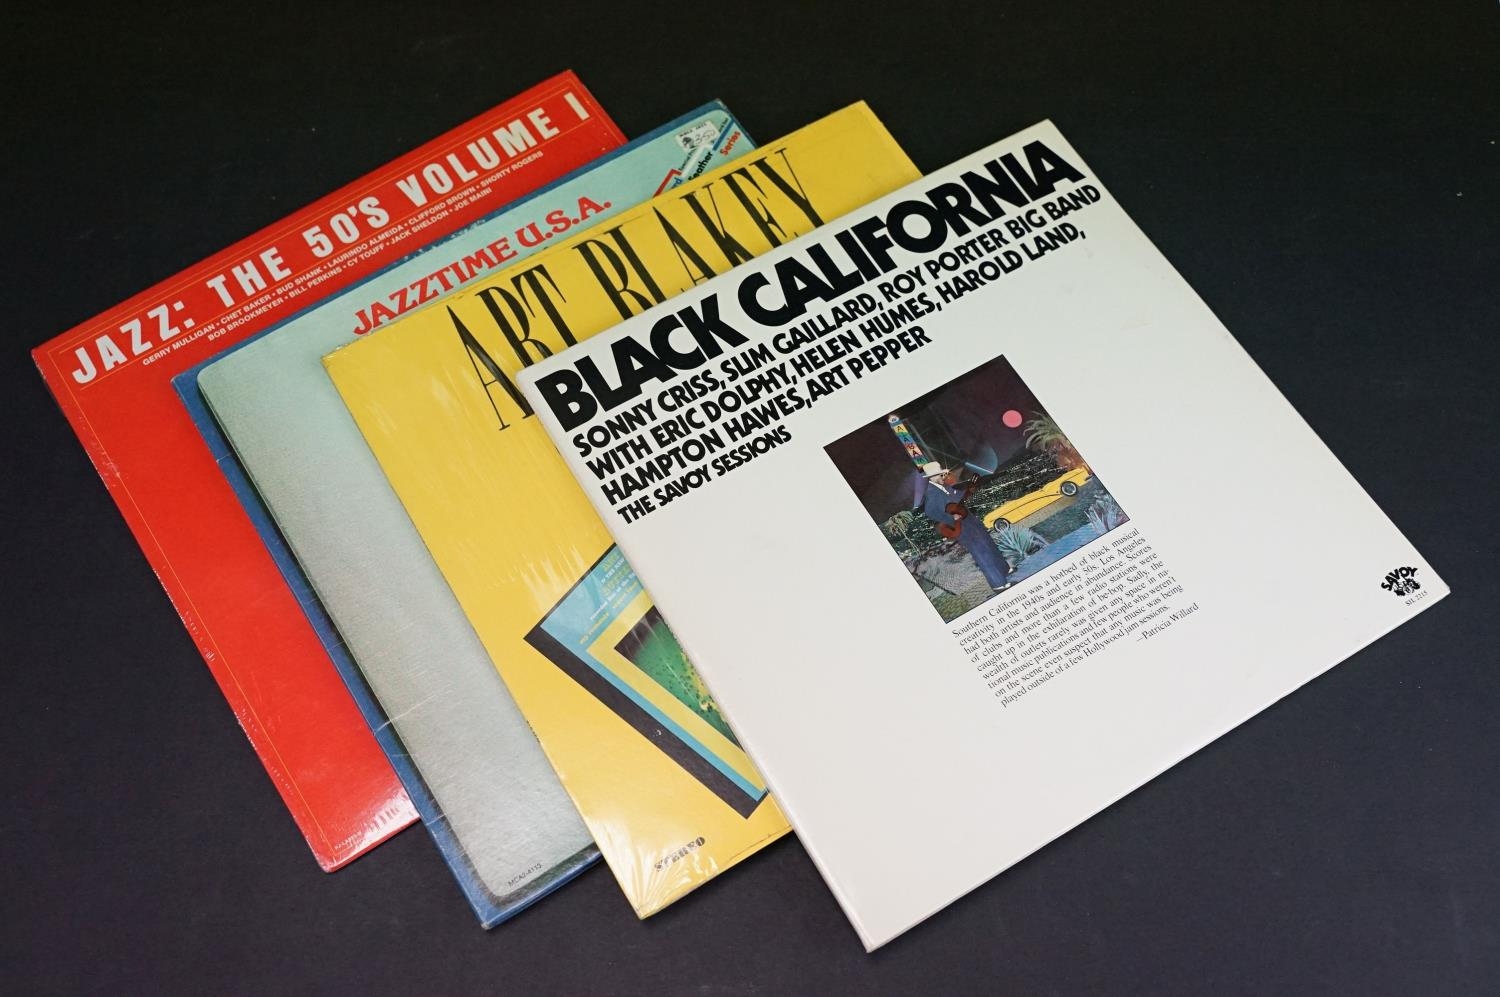 JAZZ: THE 50'S VOLUME I
GERRY MULLIGAN • CHET BAKER • BUD SHANK • LAURINDO ALMEIDA • CLIFFORD BROWN • SHORTY ROGERS
BOB BROOKMEYER • BILL PERKINS • CY TOUFF • JACK SHELDON • JOE MAINI
JAZZTIME U.S.A.
Feather
Series
350
MCA2-4113
ART BLAKEY
STEREO
BLACK CALIFORNIA
SONNY CRISS, SLIM GAILLARD, ROY PORTER BIG BAND
WITH ERIC DOLPHY, HELEN HUMES, HAROLD LAND,
HAMPTON HAWES, ART PEPPER
THE SAVOY SESSIONS
Southern California was a hotbed of black musical
creativity in the 1940s and early '50s. Los Angeles
had both artists and audience in abundance. Scores
of clubs and more than a few radio stations were
caught up in the exhilaration of be-bop. Sadly, the
wealth of outlets rarely was given any space in na-
tional music publications and few people who weren't
on the scene even suspect that any music was being
played outside of a few Hollywood jam sessions.
—Patricia Willard
SAVOY
SJL 2215